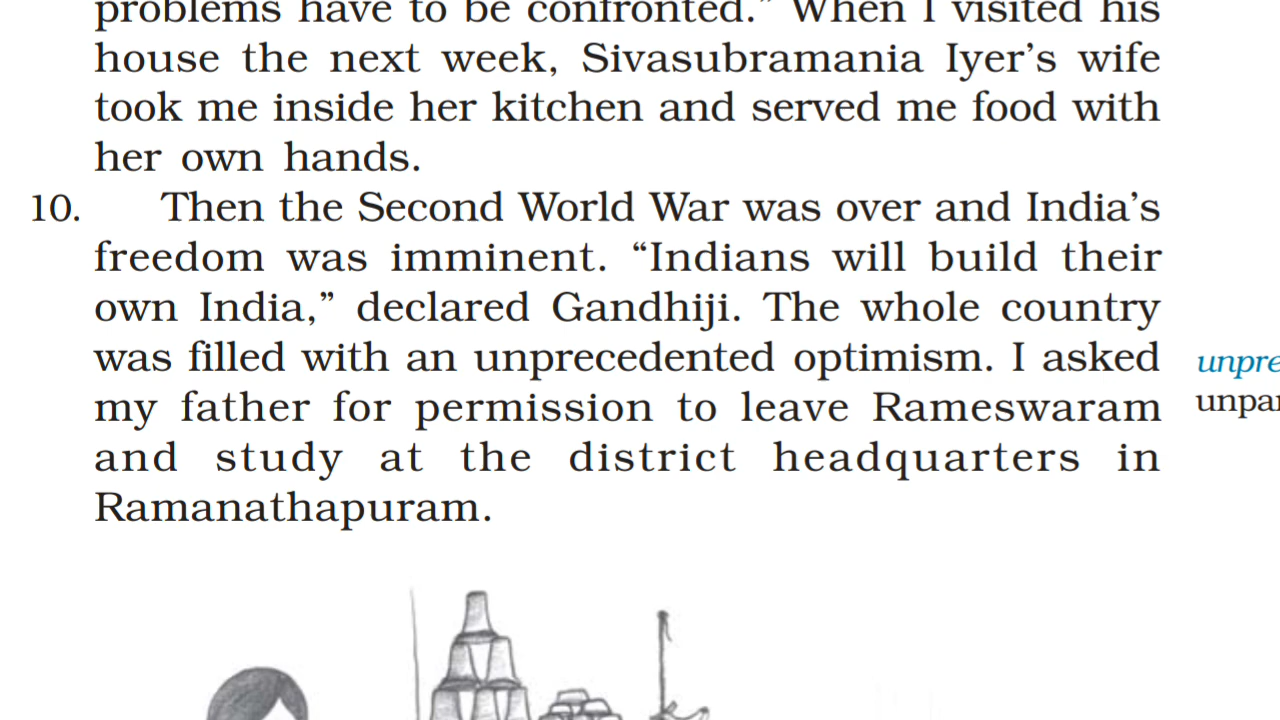 problems have to be confronted.” When I visited his
house the next week, Sivasubramania Iyer’s wife
took me inside her kitchen and served me food with
her own hands.
10. Then the Second World War was over and India’s
freedom was imminent. “Indians will build their
own India,” declared Gandhiji. The whole country
was filled with an unprecedented optimism. I asked
my father for permission to leave Rameswaram
and study at the district headquarters in
Ramanathapuram.
unpre
unpar